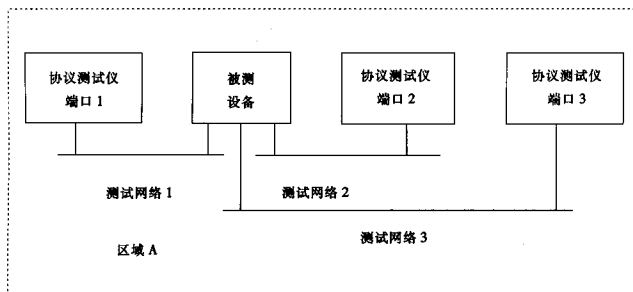 协议测试仪
端口 1
被测
设备
协议测试仪
端口 2
协议测试仪
端口 3
测试网络 1
测试网络 2
测试网络 3
区域 A